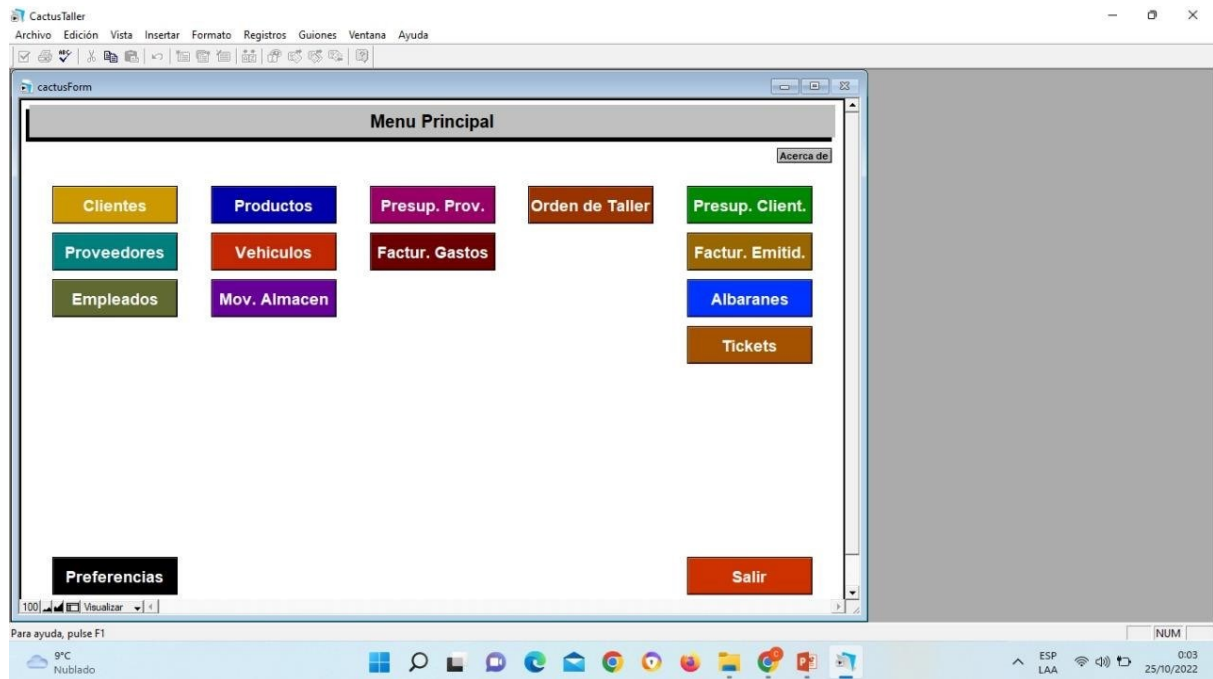 CactusTaller
Archivo Edición Vista Insertar Formato Registros Guiones Ventana Ayuda
cactusForm
Menu Principal
Acerca de
Clientes Productos Presup. Prov. Orden de Taller Presup. Client.
Proveedores Vehiculos Factur. Gastos Factur. Emitid.
Empleados Mov. Almacen Albaranes
Tickets
Preferencias Salir
100 Visualizar
Para ayuda, pulse F1 NUM
9°C ESP 0:03
Nublado LAA 25/10/2022